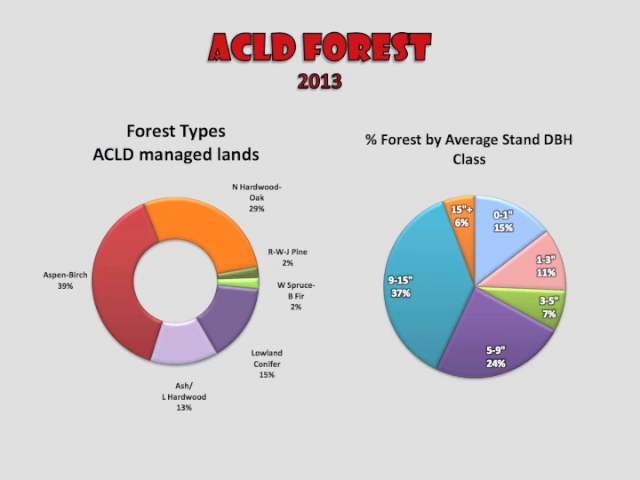 ACLD FOREST
2013
Forest Types
ACLD managed lands
N Hardwood-
Oak
29%
R-W-J Pine
2%
W Spruce-
B Fir
2%
Lowland
Conifer
15%
Ash/
L Hardwood
13%
Aspen-Birch
39%
% Forest by Average Stand DBH
Class
0-1"
15%
1-3"
11%
3-5"
7%
5-9"
24%
9-15"
37%
15"+
6%